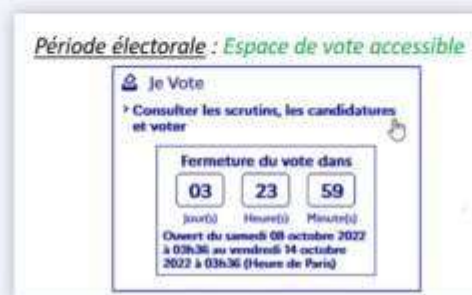 Période électorale : Espace de vote accessible
Je Vote
> Consulter les scrutins, les candidatures
et voter
Fermeture du vote dans
03 23 59
Jour(s) Heure(s) Minute(s)
Ouvert du samedi 08 octobre 2022
à 03h36 au vendredi 14 octobre
2022 à 03h36 (Heure de Paris)